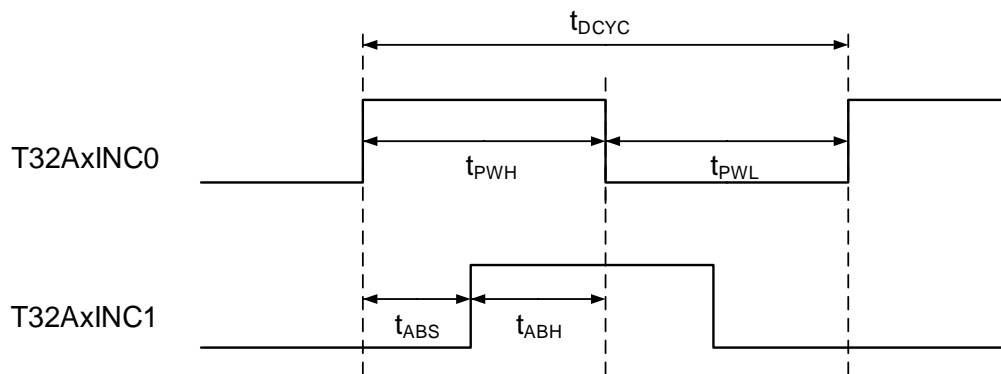 tDCYC
T32AxINC0
tPWH
tPWL
T32AxINC1
tABS
tABH